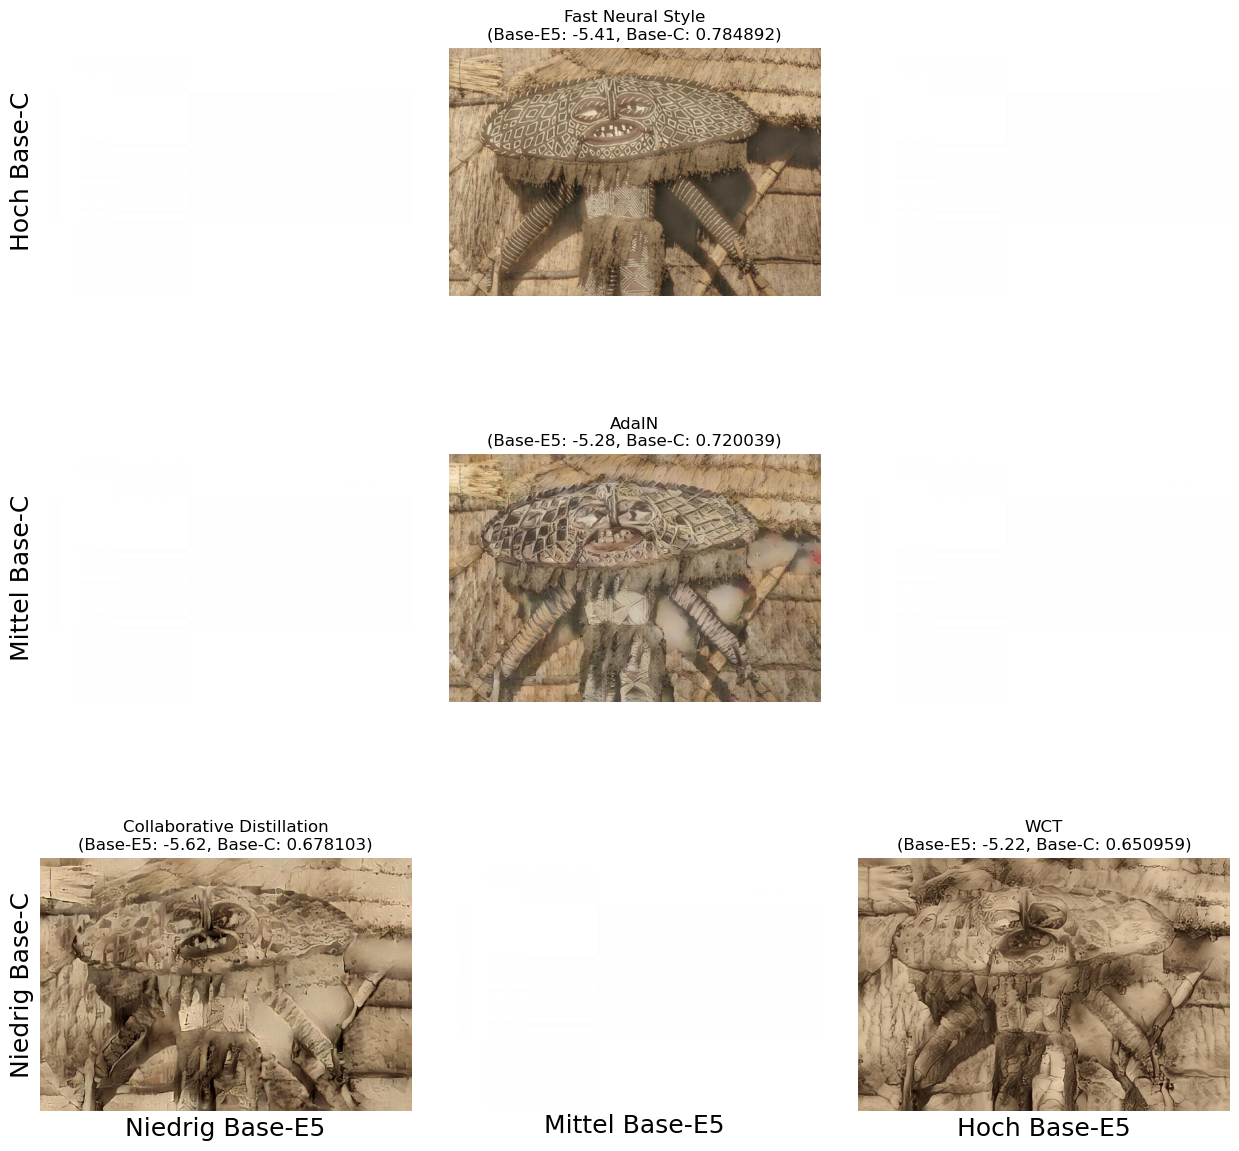 Fast Neural Style
(Base-E5: -5.41, Base-C: 0.784892)
Hoch Base-C
AdaIN
(Base-E5: -5.28, Base-C: 0.720039)
Mittel Base-C
Collaborative Distillation
(Base-E5: -5.62, Base-C: 0.678103)
WCT
(Base-E5: -5.22, Base-C: 0.650959)
Niedrig Base-C
Niedrig Base-E5
Mittel Base-E5
Hoch Base-E5